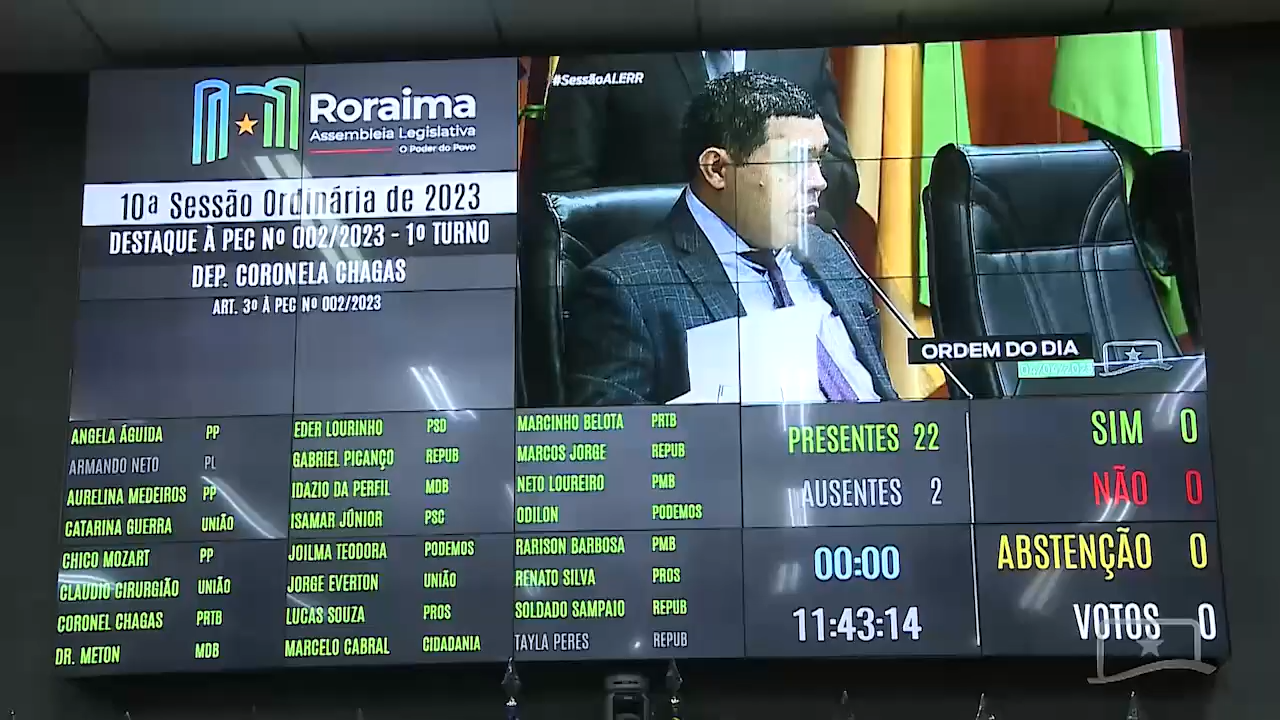 Roraima
Assembleia Legislativa
O Poder do Povo
10ª Sessão Ordinária de 2023
DESTAQUE À PEC Nº 002/2023 - 1º TURNO
DEP. CORONELA CHAGAS
ART. 3º À PEC Nº 002/2023
#SessãoALERR
ORDEM DO DIA
ANGELA ÁGUIDA PP
ARMANDO NETO PL
AURELINA MEDEIROS PP
CATARINA GUERRA UNIÃO
CHICO MOZART PP
CLAUDIO CIRURGIÃO UNIÃO
CORONEL CHAGAS PRTB
DR. METON MDB
EDER LOURINHO PSD
GABRIEL PICANÇO REPUB
IDAZIO DA PERFIL MDB
ISAMAR JÚNIOR PSC
JOILMA TEODORA PODEMOS
JORGE EVERTON UNIÃO
LUCAS SOUZA PROS
MARCELO CABRAL CIDADANIA
MARCINHO BELOTA PRTB
MARCOS JORGE REPUB
NETO LOUREIRO PMB
ODILON PODEMOS
RARISON BARBOSA PMB
RENATO SILVA PROS
SOLDADO SAMPAIO REPUB
TAYLA PERES REPUB
PRESENTES 22
AUSENTES 2
00:00
11:43:14
SIM 0
NÃO 0
ABSTENÇÃO 0
VOTOS 0